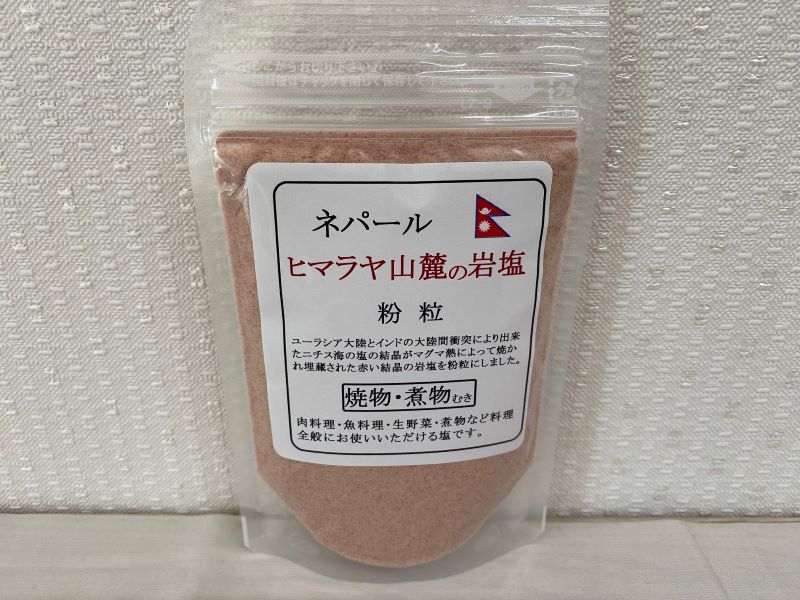 ネパール
ヒマラヤ山麓の岩塩
粉粒
ユーラシア大陸とインドの大陸間衝突により出来
たニチス海の塩の結晶がマグマ熱によって焼か
れ埋蔵された赤い結晶の岩塩を粉粒にしました。
焼物・煮物むき
肉料理・魚料理・生野菜・煮物など料理
全般にお使いいただける塩です。